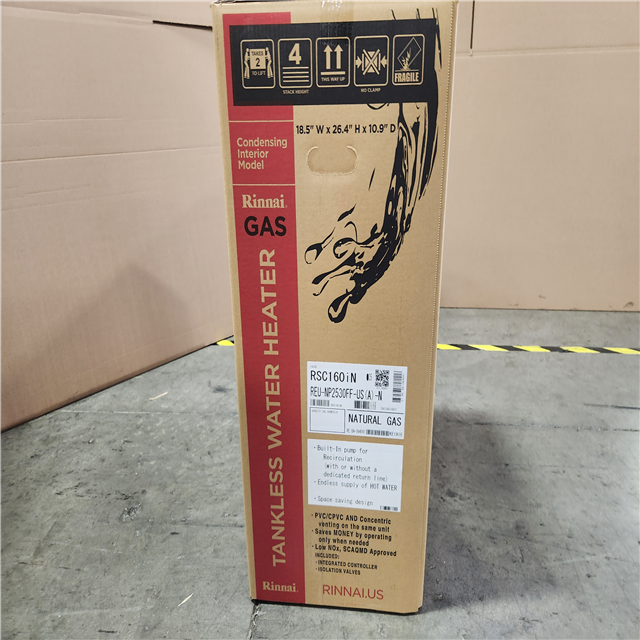 TAKES
2
TO LIFT
4
STACK HEIGHT
THIS WAY UP
NO CLAMP
FRAGILE
18.5" W x 26.4" H x 10.9" D
Condensing
Interior
Model
Rinnai
GAS
TANKLESS WATER HEATER
RSC160iN
REU-NP2530FF-US(A)-N
NATURAL GAS
・Built-In pump for
Recirculation
(with or without a
dedicated return line)
・Endless supply of HOT WATER
・Space saving design
• PVC/CPVC AND Concentric
venting on the same unit
• Saves MONEY by operating
only when needed
• Low NOx, SCAQMD Approved
INCLUDED:
• INTEGRATED CONTROLLER
• ISOLATION VALVES
Rinnai
RINNAI.US